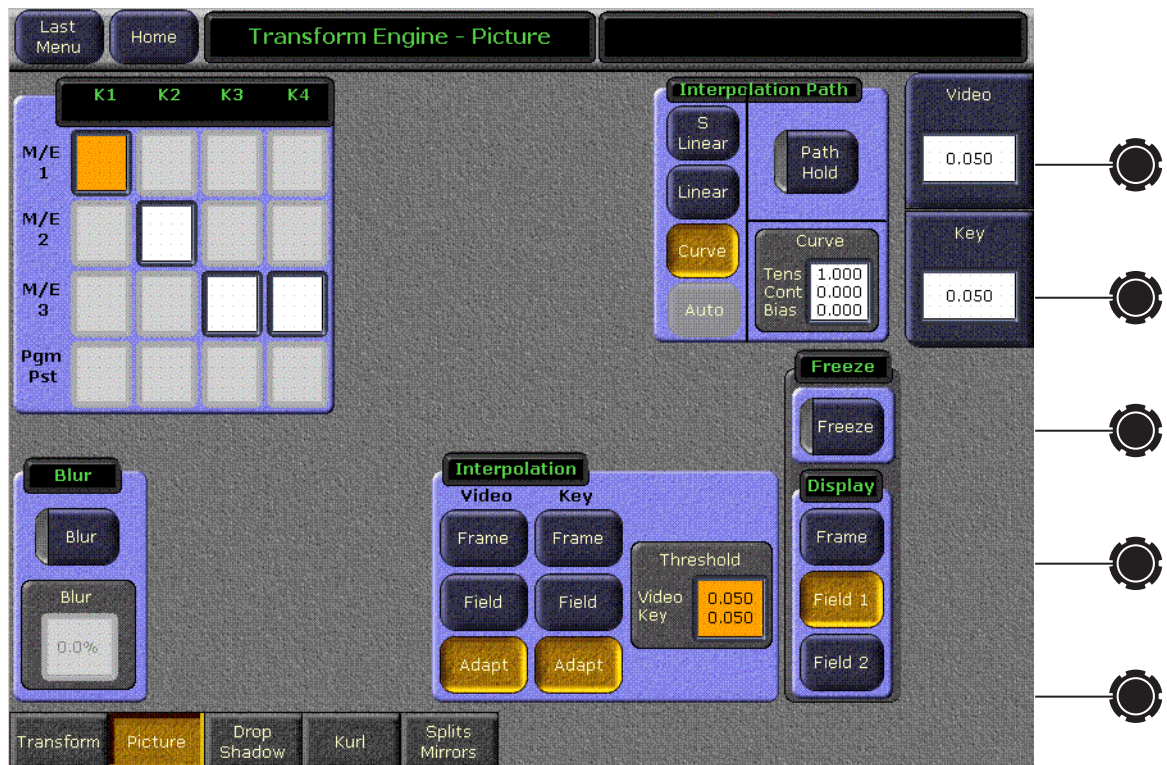 Last
Menu
Home
Transform Engine - Picture
K1 K2 K3 K4
M/E
1
M/E
2
M/E
3
Pgm
Pst
Interpolation Path
S
Linear
Linear
Curve
Auto
Path
Hold
Curve
Tens 1.000
Cont 0.000
Bias 0.000
Video
0.050
Key
0.050
Freeze
Freeze
Display
Frame
Field 1
Field 2
Blur
Blur
Blur
0.0%
Interpolation
Video Key
Frame Frame
Field Field
Adapt Adapt
Threshold
Video 0.050
Key 0.050
Transform
Picture
Drop
Shadow
Kurl
Splits
Mirrors